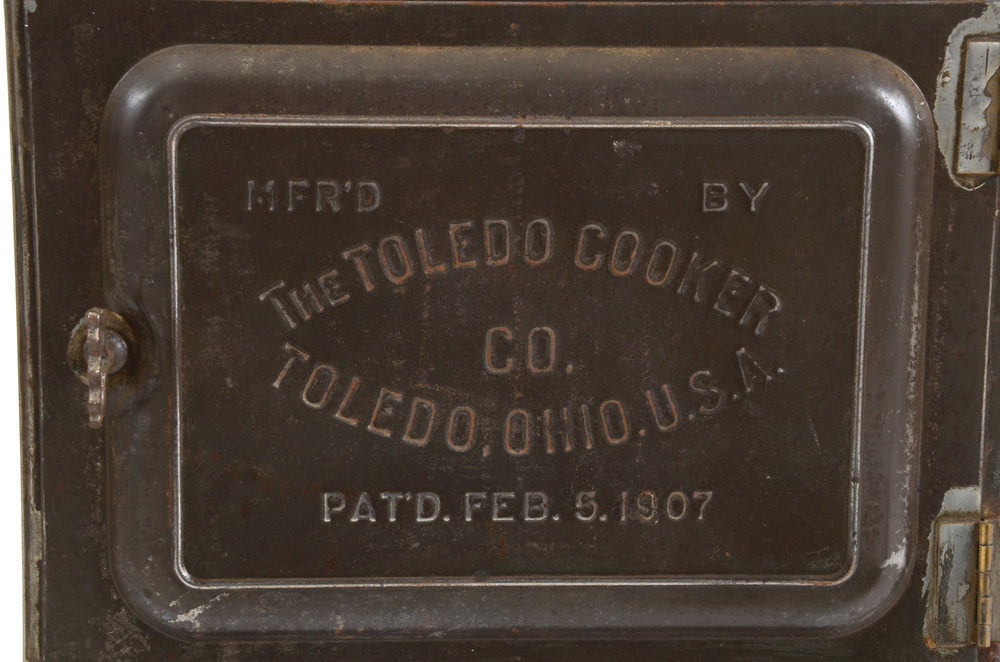 MFR'D BY
THE TOLEDO COOKER
CO.
TOLEDO, OHIO. U.S.A.
PAT'D. FEB. 5. 1907